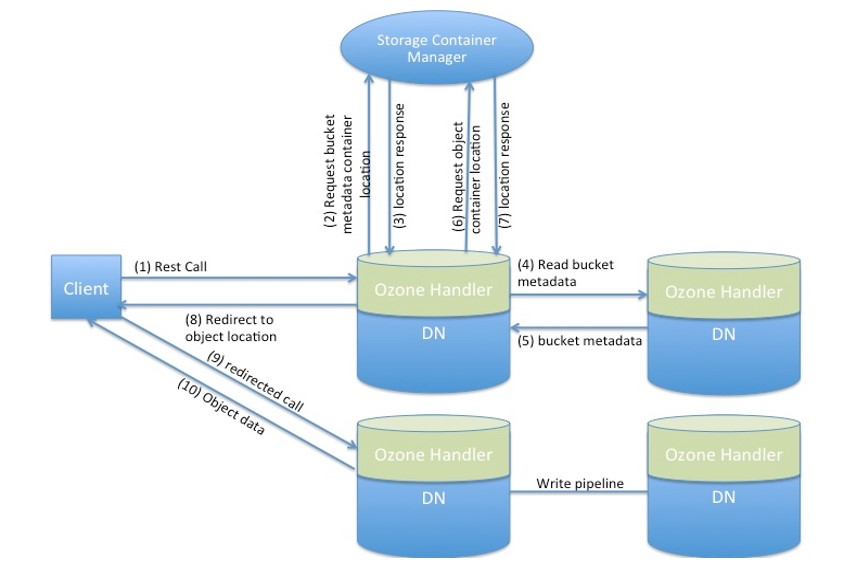 Storage Container
Manager
(2) Request bucket
metadata container
location
(3) location response
(6) Request object
container location
(7) location response
(1) Rest Call
Client
(8) Redirect to
object location
Ozone Handler
DN
(4) Read bucket
metadata
(5) bucket metadata
Ozone Handler
DN
(9) redirected call
(10) Object data
Ozone Handler
DN
Write pipeline
Ozone Handler
DN